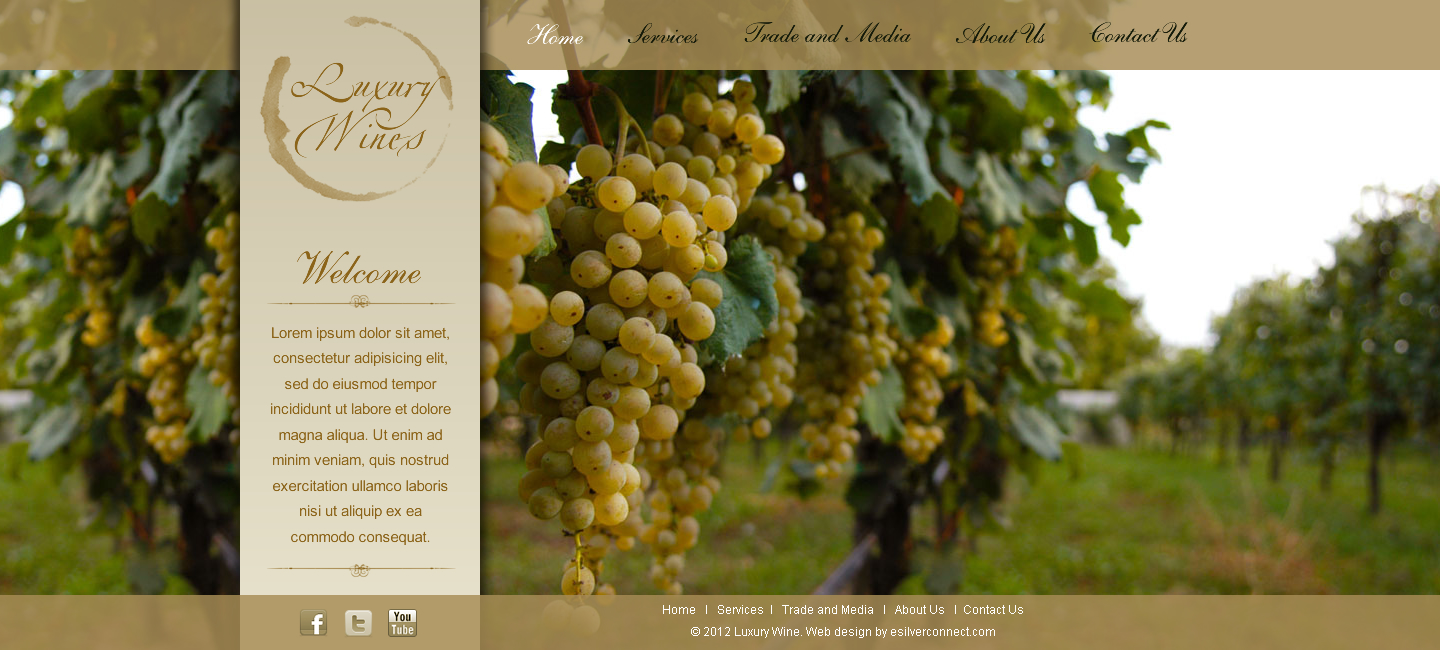 Home Services Trade and Media About Us Contact Us
Luxury
Wines
Welcome
Lorem ipsum dolor sit amet,
consectetur adipisicing elit,
sed do eiusmod tempor
incididunt ut labore et dolore
magna aliqua. Ut enim ad
minim veniam, quis nostrud
exercitation ullamco laboris
nisi ut aliquip ex ea
commodo consequat.
f t You Tube
Home | Services | Trade and Media | About Us | Contact Us
© 2012 Luxury Wine. Web design by esilverconnect.com